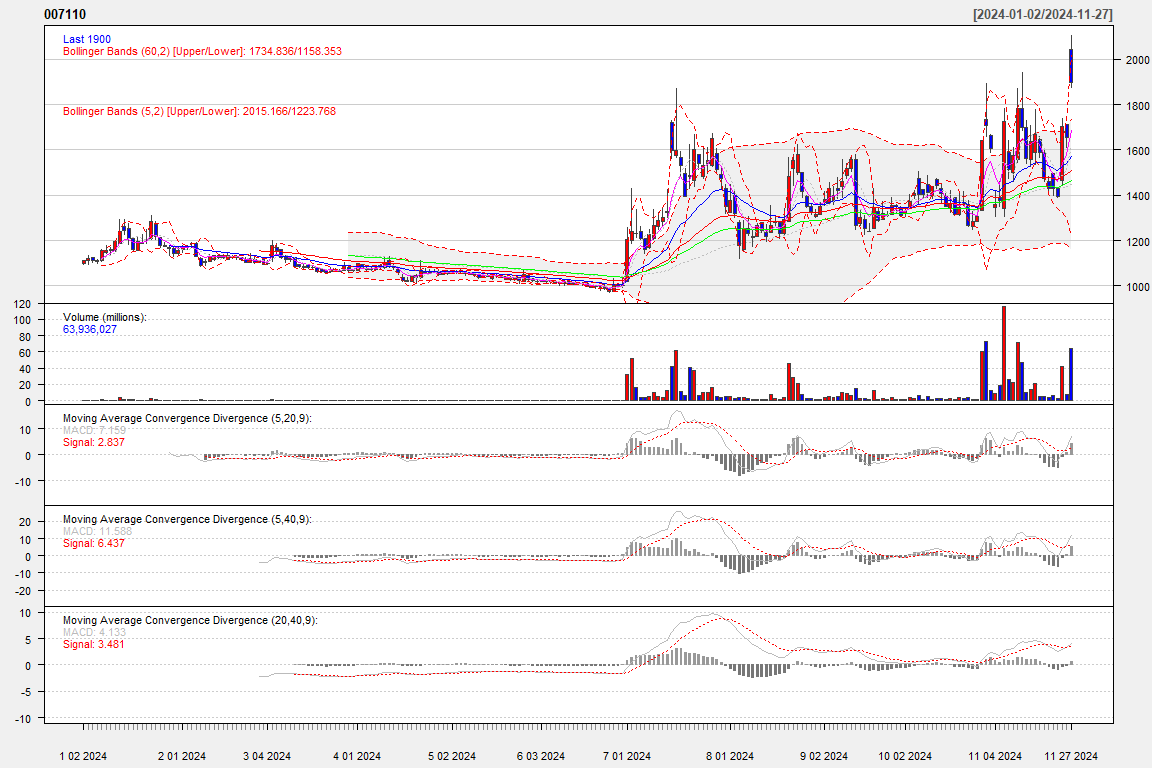 007110 [2024-01-02/2024-11-27]
Last 1900
Bollinger Bands (60,2) [Upper/Lower]: 1734.836/1158.353
Bollinger Bands (5,2) [Upper/Lower]: 2015.166/1223.768
2000
1800
1600
1400
1200
1000
Volume (millions):
63,936,027
120
100
80
60
40
20
0
Moving Average Convergence Divergence (5,20,9):
MACD: 7.159
Signal: 2.837
10
0
-10
Moving Average Convergence Divergence (5,40,9):
MACD: 11.588
Signal: 6.437
20
10
0
-10
-20
Moving Average Convergence Divergence (20,40,9):
MACD: 4.133
Signal: 3.481
10
5
0
-5
-10
1 02 2024 2 01 2024 3 04 2024 4 01 2024 5 02 2024 6 03 2024 7 01 2024 8 01 2024 9 02 2024 10 02 2024 11 04 2024 11 27 2024